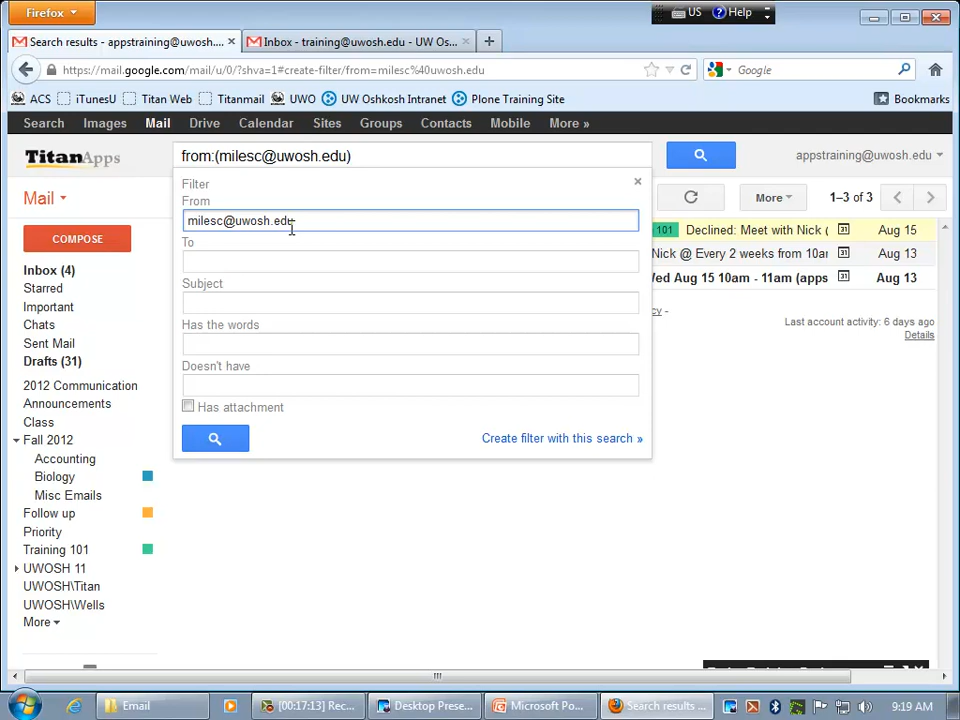 Firefox
US Help
Search results - appstraining@uwosh....
Inbox - training@uwosh.edu - UW Os...
https://mail.google.com/mail/u/0/?shva=1#create-filter/from=milesc%40uwosh.edu
Google
ACS iTunesU Titan Web Titanmail UWO UW Oshkosh Intranet Plone Training Site Bookmarks
Search Images Mail Drive Calendar Sites Groups Contacts Mobile More »
TitanApps
from:(milesc@uwosh.edu)
appstraining@uwosh.edu
Mail
Filter
From
milesc@uwosh.edu
To
Subject
Has the words
Doesn't have
Has attachment
Create filter with this search »
More
1–3 of 3
101 Declined: Meet with Nick ( 31 Aug 15
Nick @ Every 2 weeks from 10ar 31 Aug 13
Wed Aug 15 10am - 11am (apps 31 Aug 13
cy -
Last account activity: 6 days ago
Details
COMPOSE
Inbox (4)
Starred
Important
Chats
Sent Mail
Drafts (31)
2012 Communication
Announcements
Class
Fall 2012
Accounting
Biology
Misc Emails
Follow up
Priority
Training 101
UWOSH 11
UWOSH\Titan
UWOSH\Wells
More
Email
[00:17:13] Rec...
Desktop Prese...
Microsoft Po...
Search results ...
9:19 AM